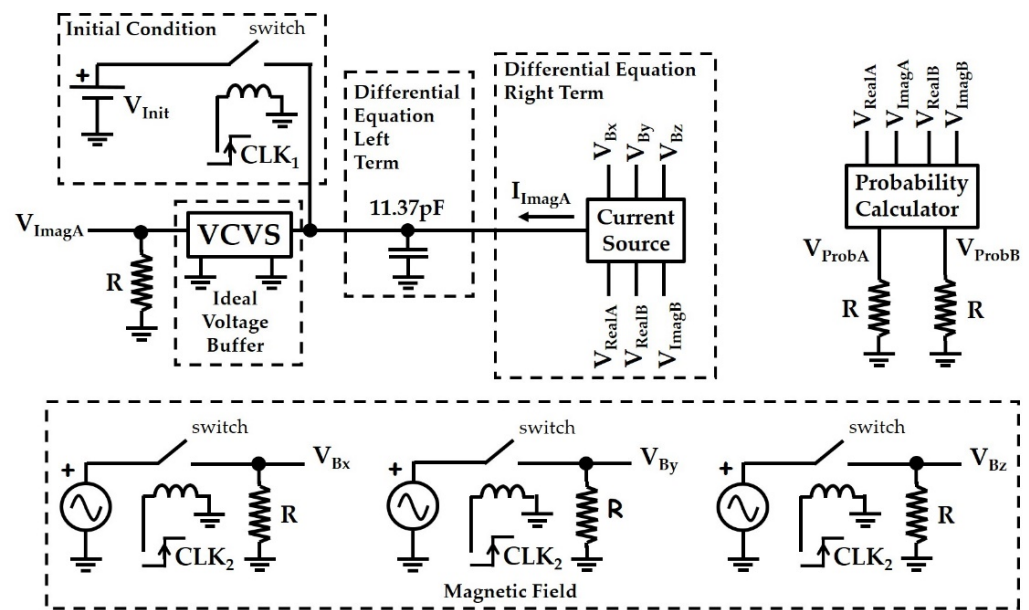 Initial Condition
switch
+
V_Init
CLK_1
Differential
Equation
Left
Term
11.37pF
Differential Equation
Right Term
V_Bx
V_By
V_Bz
I_ImagA
Current
Source
V_RealA
V_RealB
V_ImagB
V_ImagA
R
VCVS
Ideal
Voltage
Buffer
V_RealA
V_ImagA
V_RealB
V_ImagB
Probability
Calculator
V_ProbA
V_ProbB
R
R
switch
+
V_Bx
R
CLK_2
switch
+
V_By
R
CLK_2
switch
+
V_Bz
R
CLK_2
Magnetic Field